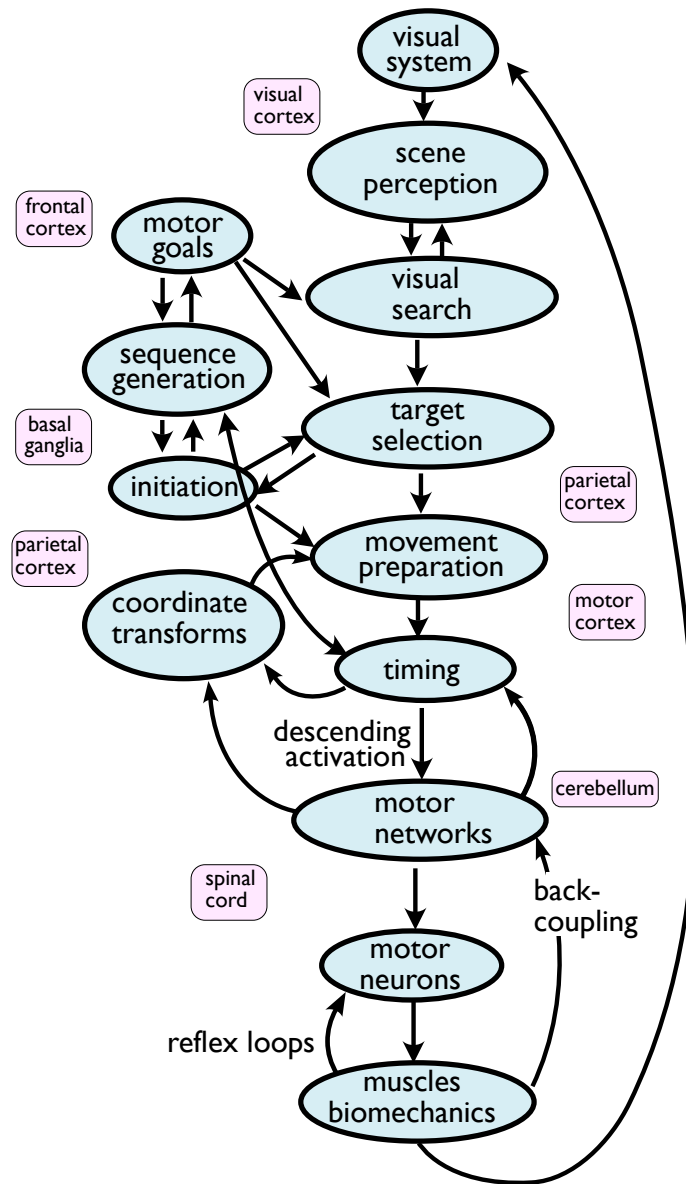 visual
system
visual
cortex
scene
perception
frontal
cortex
motor
goals
visual
search
sequence
generation
basal
ganglia
target
selection
initiation
parietal
cortex
parietal
cortex
movement
preparation
coordinate
transforms
motor
cortex
timing
descending
activation
cerebellum
motor
networks
spinal
cord
back-
coupling
motor
neurons
reflex loops
muscles
biomechanics